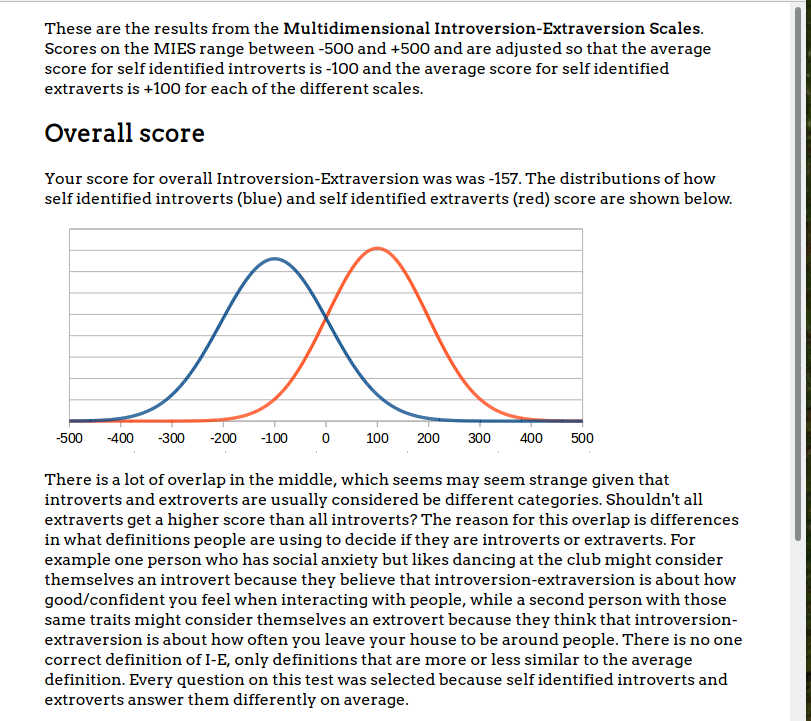 These are the results from the Multidimensional Introversion-Extraversion Scales.
Scores on the MIES range between -500 and +500 and are adjusted so that the average
score for self identified introverts is -100 and the average score for self identified
extraverts is +100 for each of the different scales.
Overall score
Your score for overall Introversion-Extraversion was was -157. The distributions of how
self identified introverts (blue) and self identified extraverts (red) score are shown below.
-500 -400 -300 -200 -100 0 100 200 300 400 500
There is a lot of overlap in the middle, which seems may seem strange given that
introverts and extroverts are usually considered be different categories. Shouldn't all
extraverts get a higher score than all introverts? The reason for this overlap is differences
in what definitions people are using to decide if they are introverts or extraverts. For
example one person who has social anxiety but likes dancing at the club might consider
themselves an introvert because they believe that introversion-extraversion is about how
good/confident you feel when interacting with people, while a second person with those
same traits might consider themselves an extrovert because they think that introversion-
extraversion is about how often you leave your house to be around people. There is no one
correct definition of I-E, only definitions that are more or less similar to the average
definition. Every question on this test was selected because self identified introverts and
extroverts answer them differently on average.